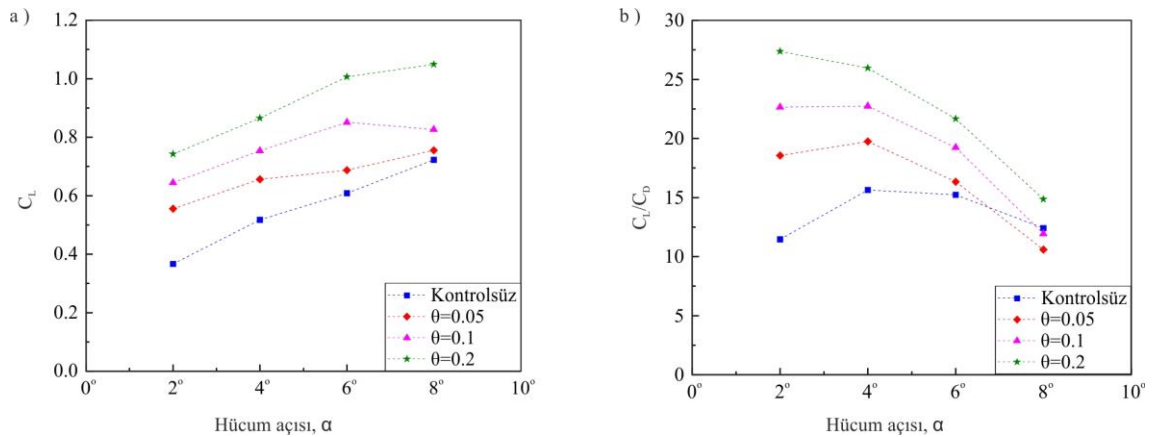 a )
1.2
1.0
0.8
0.6
0.4
0.2
0.0
C_L
0°
2°
4°
6°
8°
10°
Hücum açısı, α
Kontrolsüz
θ=0.05
θ=0.1
θ=0.2
b )
30
25
20
15
10
5
0
C_L/C_D
0°
2°
4°
6°
8°
10°
Hücum açısı, α
Kontrolsüz
θ=0.05
θ=0.1
θ=0.2